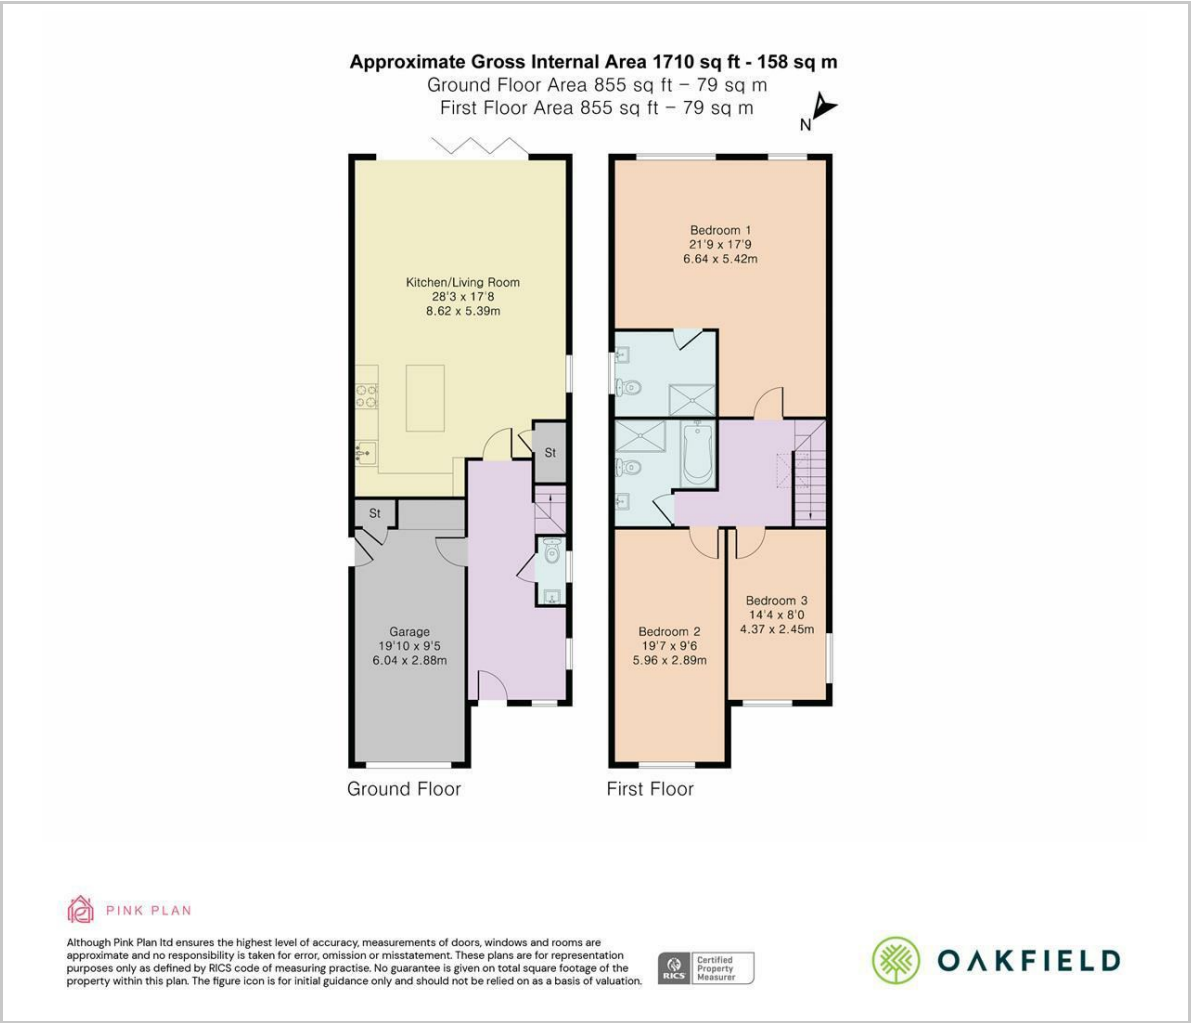 Approximate Gross Internal Area 1710 sq ft - 158 sq m
Ground Floor Area 855 sq ft – 79 sq m
First Floor Area 855 sq ft – 79 sq m
N
Kitchen/Living Room
28'3 x 17'8
8.62 x 5.39m
St
St
Garage
19'10 x 9'5
6.04 x 2.88m
Ground Floor
Bedroom 1
21'9 x 17'9
6.64 x 5.42m
Bedroom 2
19'7 x 9'6
5.96 x 2.89m
Bedroom 3
14'4 x 8'0
4.37 x 2.45m
First Floor
PINK PLAN
Although Pink Plan ltd ensures the highest level of accuracy, measurements of doors, windows and rooms are
approximate and no responsibility is taken for error, omission or misstatement. These plans are for representation
purposes only as defined by RICS code of measuring practise. No guarantee is given on total square footage of the
property within this plan. The figure icon is for initial guidance only and should not be relied on as a basis of valuation.
RICS
Certified
Property
Measurer
OAKFIELD